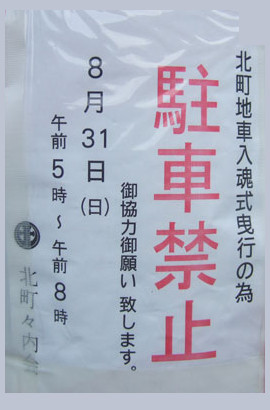 北町地車入魂式曳行の為
駐車禁止
御協力御願い致します。
8月31日(日)
午前5時～午前8時
北町々内会